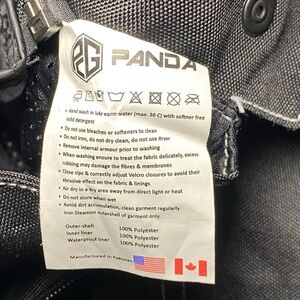 2G PANDA
• Hand wash in luke warm water (max. 30 C) with softner free
mild detergent
• Do not use bleaches or softeners to clean
• Do not iron, do not dry clean, do not use dryer
• Remove internal armour prior to washing
• When washing ensure to treat the fabric delicately, excess
rubbing may damage the fibres & membranes
• Close zips & correctly adjust Velcro closures to avoid their
abrasive effect on the fabric & linings
• Air dry in a dry area away from direct light or heat
• Do not store when wet
• Avoid dirt accumulation, clean garment regularly
Iron Steamon outershell of garment only
Outer-shell 100% Polyester
Inner liner 100% Polyester
Waterproof liner 100% Polyester
Manufactured in Pakistan